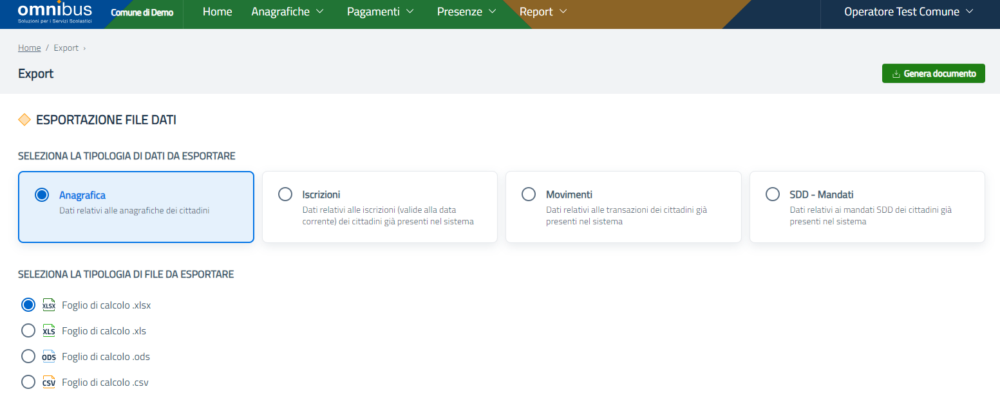 omnibus
Soluzioni per i Servizi Scolastici
Comune di Demo
Home
Anagrafiche
Pagamenti
Presenze
Report
Operatore Test Comune
Home / Export ›
Export
Genera documento
ESPORTAZIONE FILE DATI
SELEZIONA LA TIPOLOGIA DI DATI DA ESPORTARE
Anagrafica
Dati relativi alle anagrafiche dei cittadini
Iscrizioni
Dati relativi alle iscrizioni (valide alla data
corrente) dei cittadini già presenti nel sistema
Movimenti
Dati relativi alle transazioni dei cittadini già
presenti nel sistema
SDD - Mandati
Dati relativi ai mandati SDD dei cittadini già
presenti nel sistema
SELEZIONA LA TIPOLOGIA DI FILE DA ESPORTARE
XLSX Foglio di calcolo .xlsx
XLS Foglio di calcolo .xls
ODS Foglio di calcolo .ods
CSV Foglio di calcolo .csv